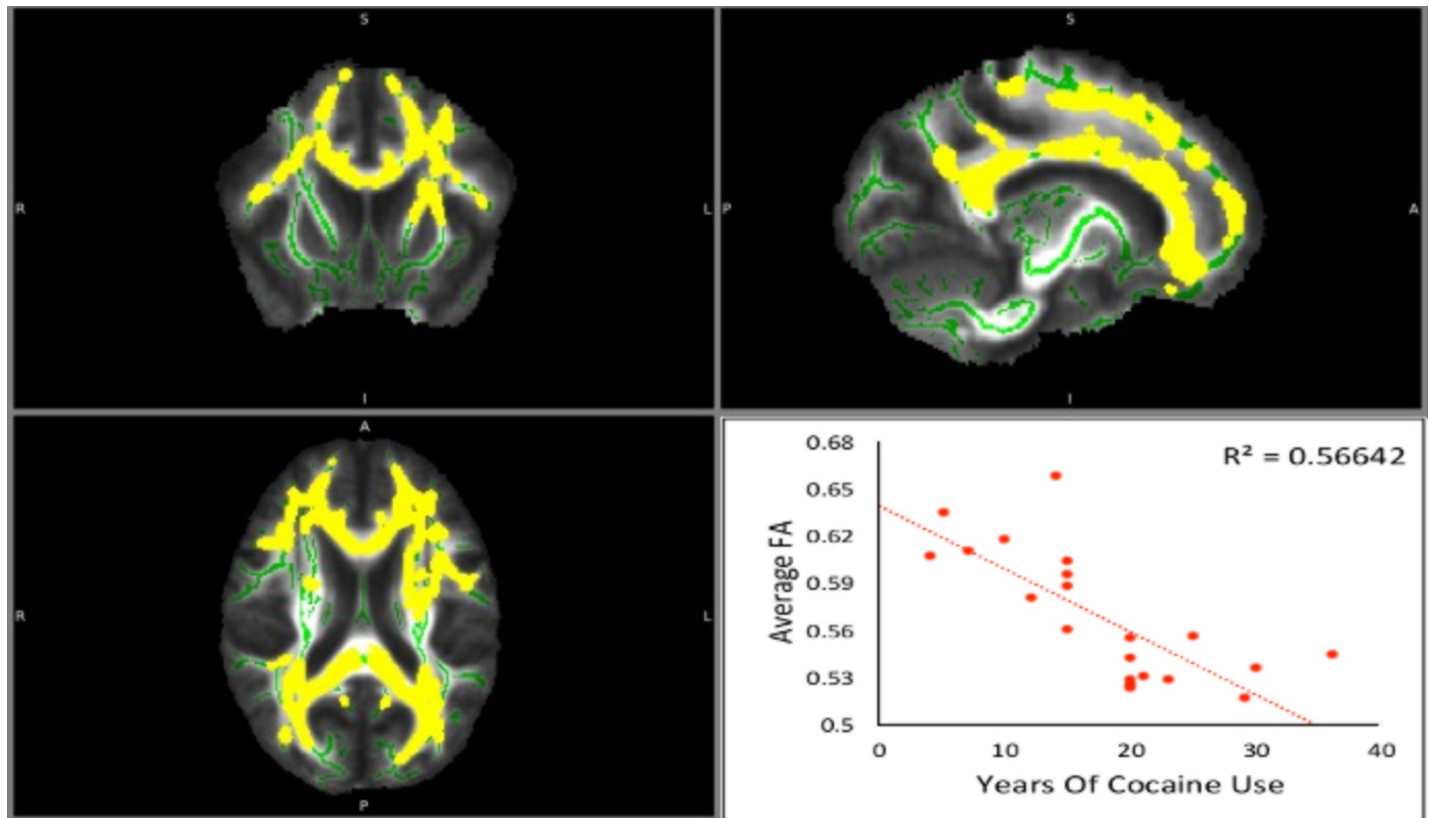 S
R
L
I
S
P
A
I
A
R
L
P
R² = 0.56642
Average FA
0.68
0.65
0.62
0.59
0.56
0.53
0.5
0 10 20 30 40
Years Of Cocaine Use